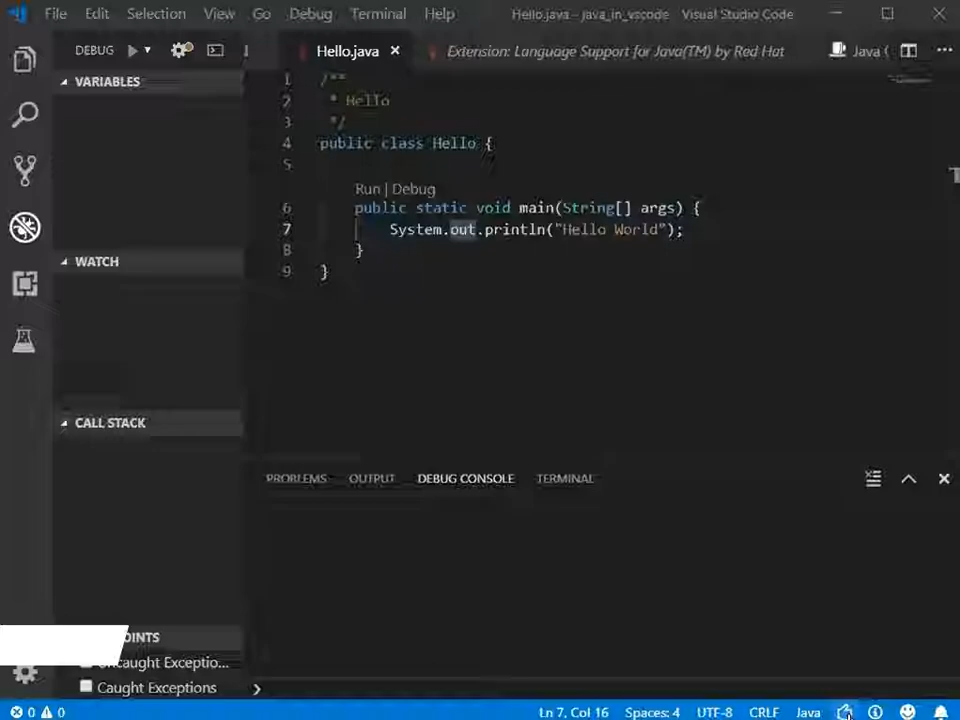 File Edit Selection View Go Debug Terminal Help Hello.java - java_in_vscode Visual Studio Code
DEBUG
Hello.java Extension: Language Support for Java(TM) by Red Hat Java
VARIABLES
1 /**
2 * Hello
3 */
4 public class Hello {
5
Run | Debug
6 public static void main(String[] args) {
7 System.out.println("Hello World");
8 }
9 }
WATCH
CALL STACK
PROBLEMS OUTPUT DEBUG CONSOLE TERMINAL
OINTS
Uncaught Exceptio...
Caught Exceptions
0 0 Ln 7, Col 16 Spaces: 4 UTF-8 CRLF Java